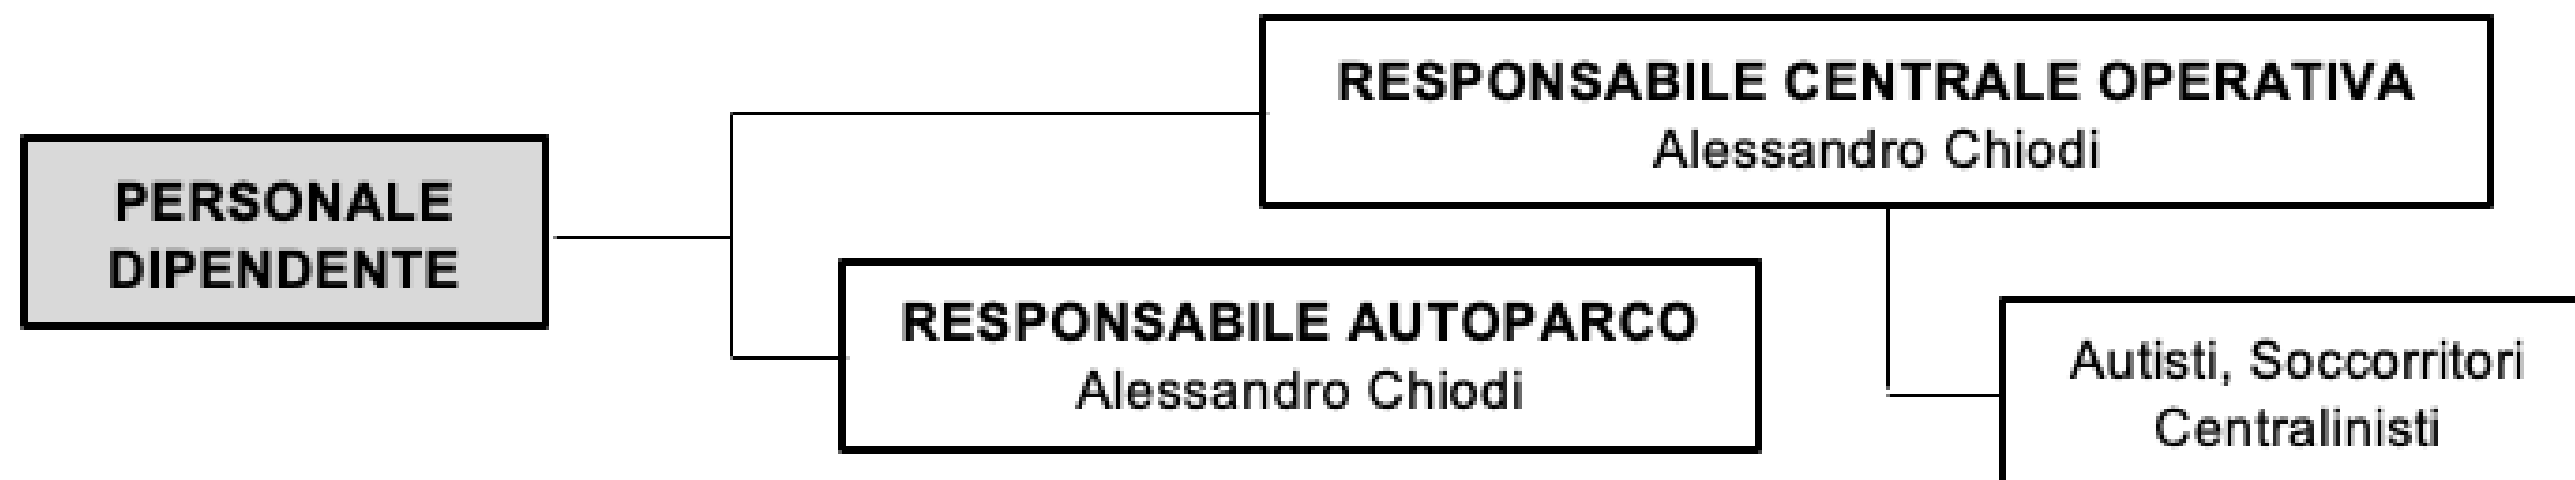 RESPONSABILE CENTRALE OPERATIVA
Alessandro Chiodi
PERSONALE
DIPENDENTE
RESPONSABILE AUTOPARCO
Alessandro Chiodi
Autisti, Soccorritori
Centralinisti